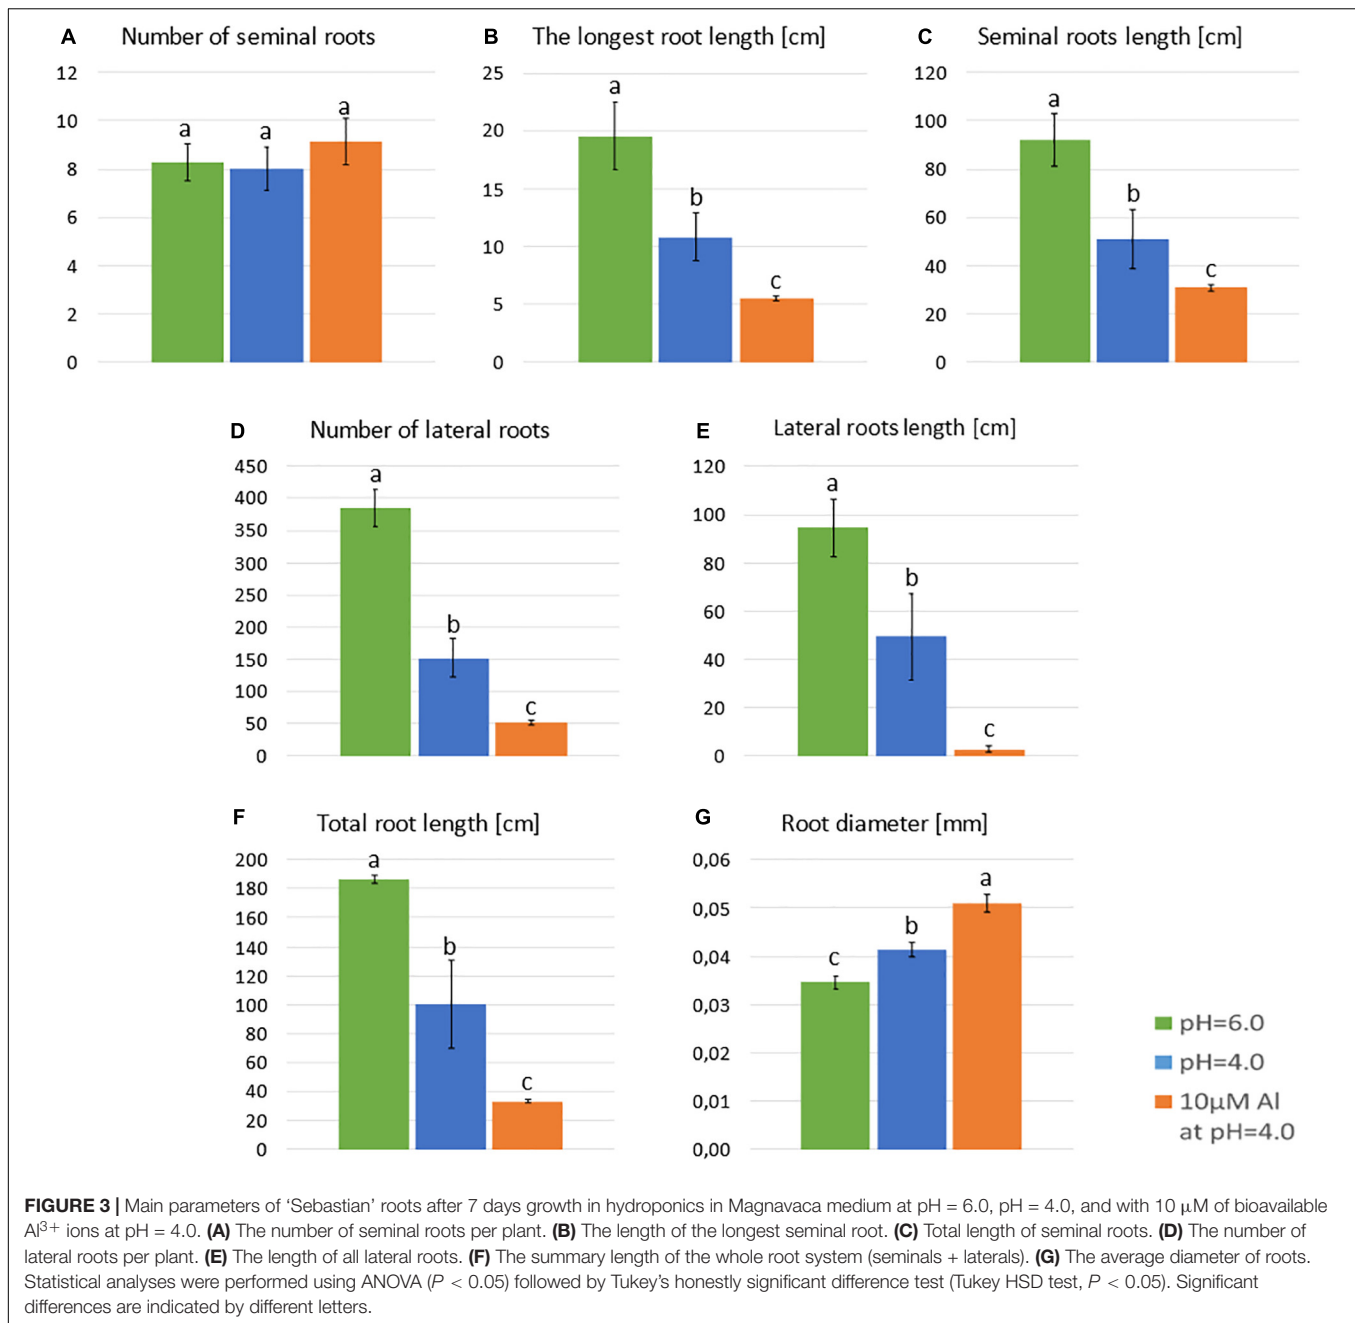 A Number of seminal roots
12
10
8
6
4
2
0
a
a
a
B The longest root length [cm]
25
20
15
10
5
0
a
b
c
C Seminal roots length [cm]
120
100
80
60
40
20
0
a
b
c
D Number of lateral roots
450
400
350
300
250
200
150
100
50
0
a
b
c
E Lateral roots length [cm]
120
100
80
60
40
20
0
a
b
c
F Total root length [cm]
200
180
160
140
120
100
80
60
40
20
0
a
b
c
G Root diameter [mm]
0,06
0,05
0,04
0,03
0,02
0,01
0,00
c
b
a
pH=6.0
pH=4.0
10µM Al
at pH=4.0
FIGURE 3 | Main parameters of ‘Sebastian’ roots after 7 days growth in hydroponics in Magnavaca medium at pH = 6.0, pH = 4.0, and with 10 µM of bioavailable
Al³⁺ ions at pH = 4.0. (A) The number of seminal roots per plant. (B) The length of the longest seminal root. (C) Total length of seminal roots. (D) The number of
lateral roots per plant. (E) The length of all lateral roots. (F) The summary length of the whole root system (seminals + laterals). (G) The average diameter of roots.
Statistical analyses were performed using ANOVA (P < 0.05) followed by Tukey’s honestly significant difference test (Tukey HSD test, P < 0.05). Significant
differences are indicated by different letters.